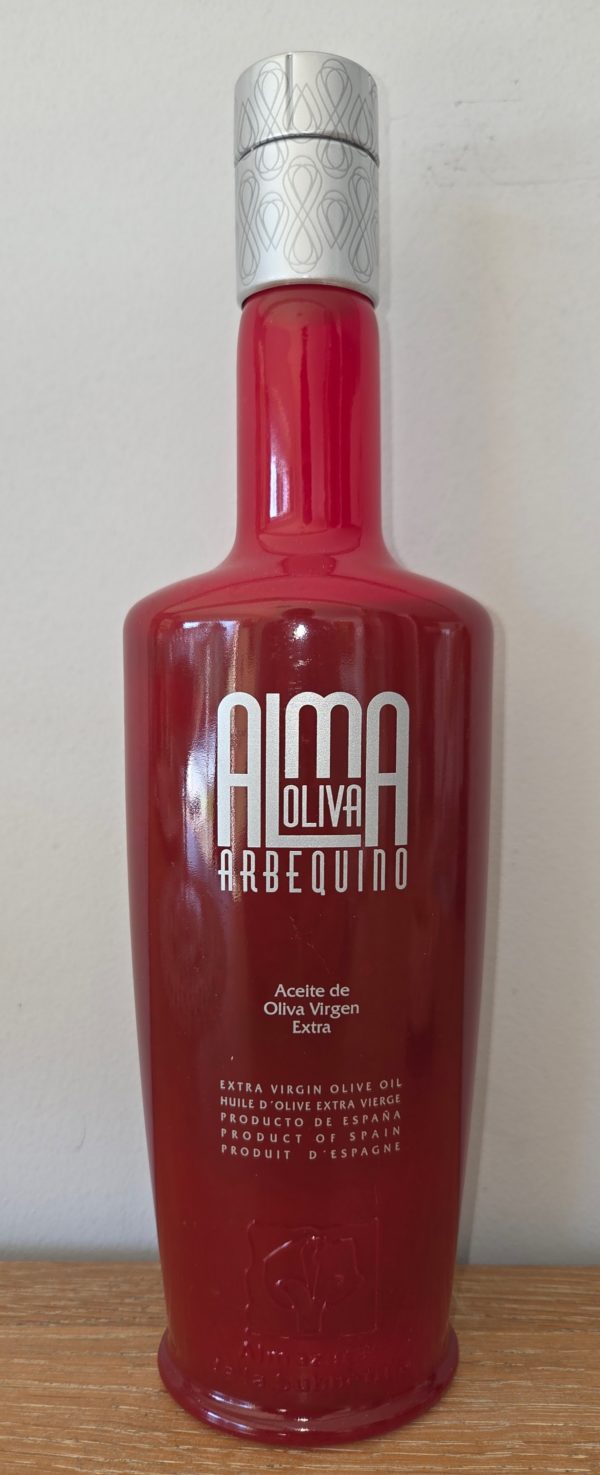 ALMA
OLIVA
ARBEQUINO
Aceite de
Oliva Virgen
Extra
EXTRA VIRGIN OLIVE OIL
HUILE D'OLIVE EXTRA VIERGE
PRODUCTO DE ESPAÑA
PRODUCT OF SPAIN
PRODUIT D'ESPAGNE